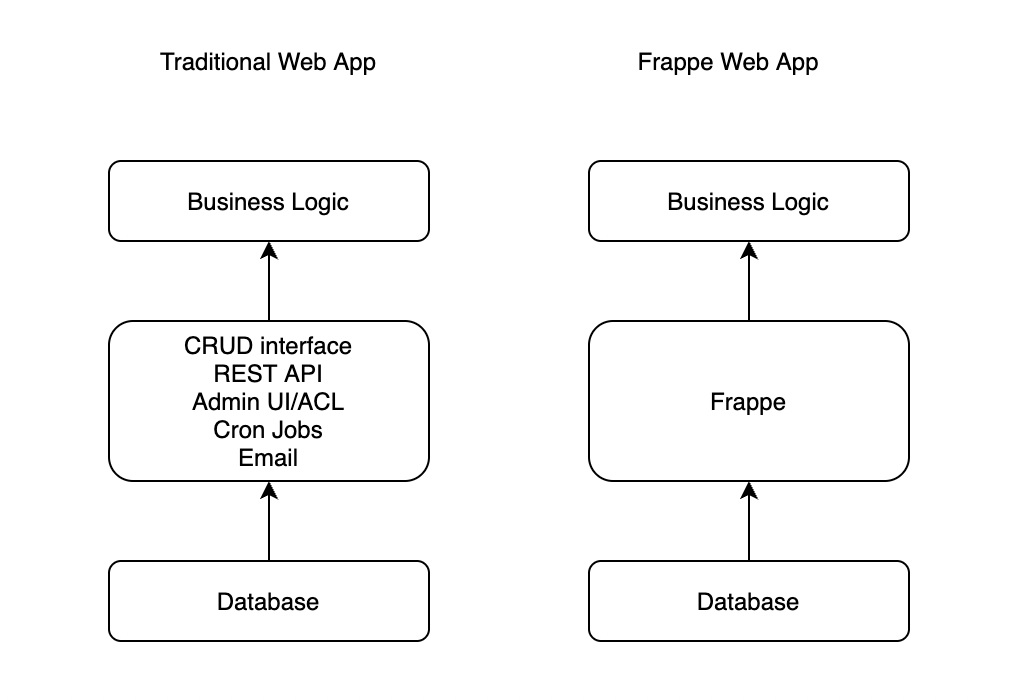 Traditional Web App
Frappe Web App
Business Logic
Business Logic
CRUD interface
REST API
Admin UI/ACL
Cron Jobs
Email
Frappe
Database
Database